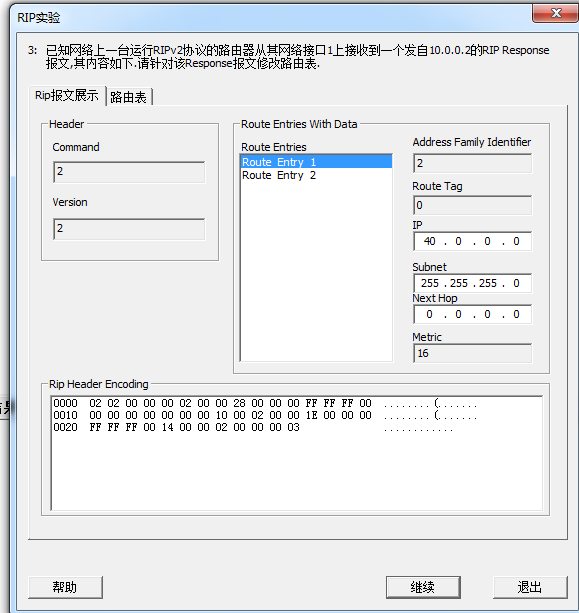 RIP实验
3: 已知网络上一台运行RIPv2协议的路由器从其网络接口1上接收到一个发自10.0.0.2的RIP Response
报文,其内容如下.请针对该Response报文修改路由表.
Rip报文展示 路由表
Header
Command
2
Version
2
Route Entries With Data
Route Entries
Route Entry 1
Route Entry 2
Address Family Identifier
2
Route Tag
0
IP
40 . 0 . 0 . 0
Subnet
255 . 255 . 255 . 0
Next Hop
0 . 0 . 0 . 0
Metric
16
Rip Header Encoding
0000 02 02 00 00 00 02 00 00 28 00 00 00 FF FF FF 00 ........(.......
0010 00 00 00 00 00 00 00 10 00 02 00 00 1E 00 00 00 ........(.......
0020 FF FF FF 00 14 00 00 02 00 00 00 03 ............
帮助 继续 退出